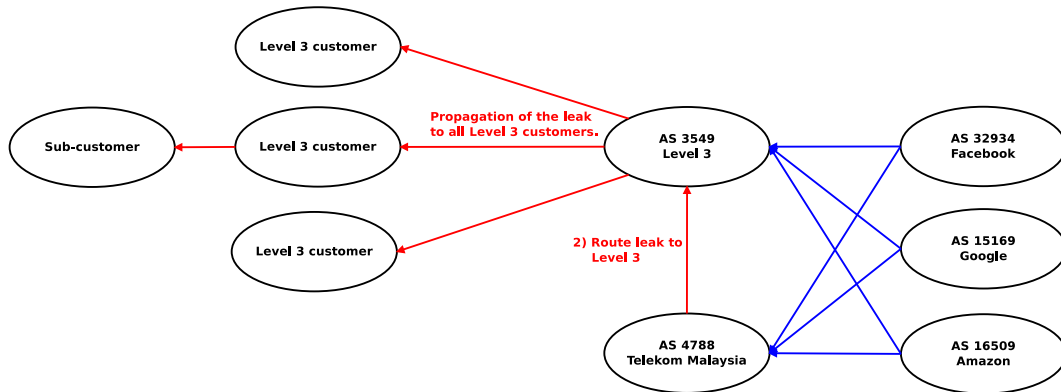 Level 3 customer
Propagation of the leak
to all Level 3 customers.
Sub-customer
Level 3 customer
AS 3549
Level 3
AS 32934
Facebook
Level 3 customer
2) Route leak to
Level 3
AS 15169
Google
AS 4788
Telekom Malaysia
AS 16509
Amazon